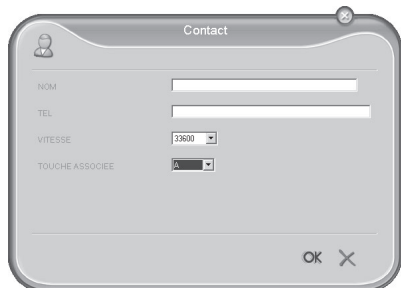 Contact
NOM
TEL
VITESSE 33600
TOUCHE ASSOCIEE A
OK